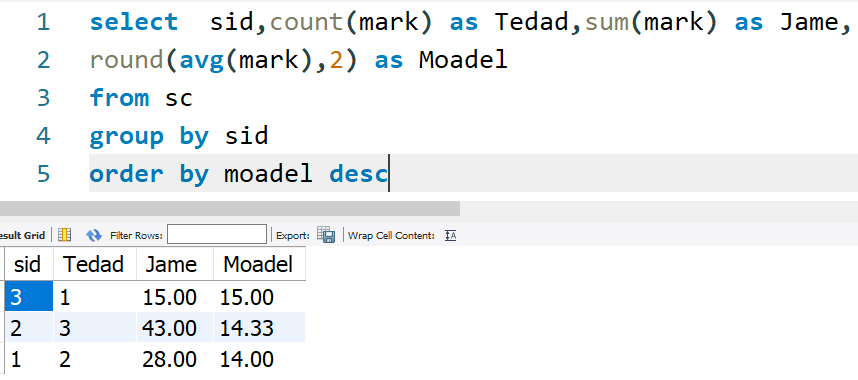 1 select  sid,count(mark) as Tedad,sum(mark) as Jame,
2 round(avg(mark),2) as Moadel
3 from sc
4 group by sid
5 order by moadel desc
esult Grid Filter Rows: Export: Wrap Cell Content:
sid Tedad Jame Moadel
3 1 15.00 15.00
2 3 43.00 14.33
1 2 28.00 14.00